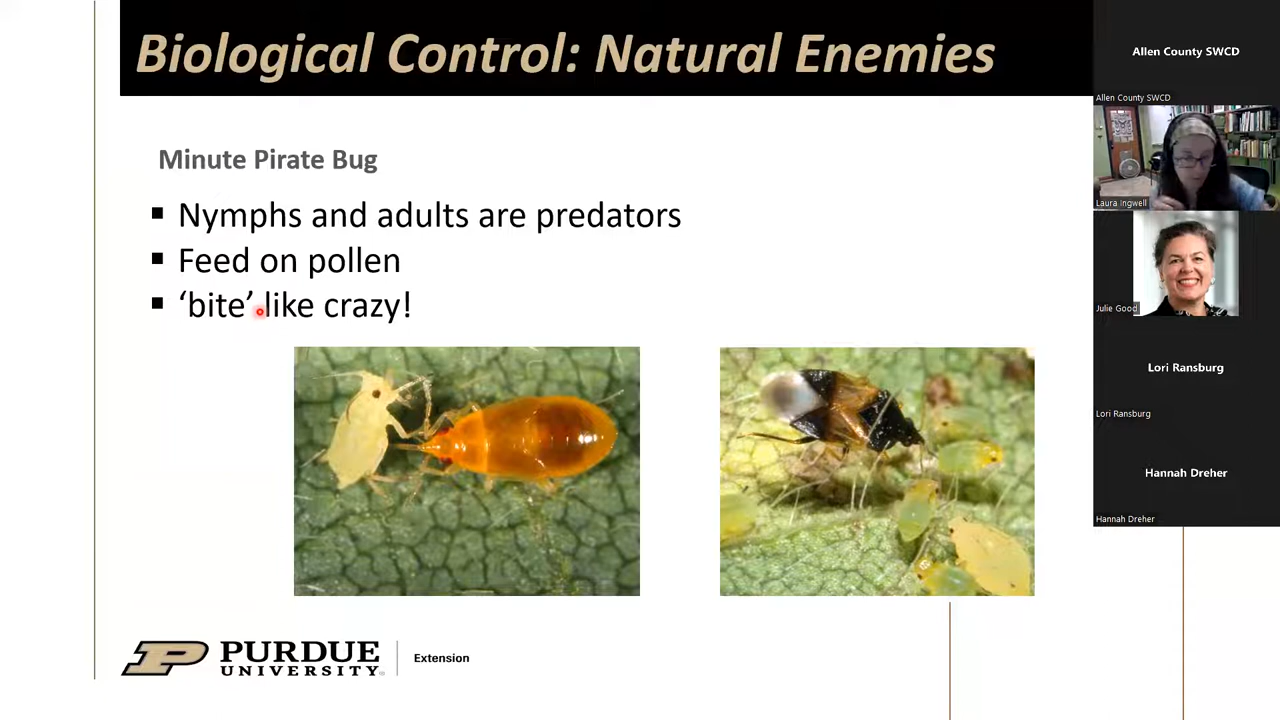 Biological Control: Natural Enemies
Minute Pirate Bug
▪ Nymphs and adults are predators
▪ Feed on pollen
▪ ‘bite’ like crazy!
PURDUE
UNIVERSITY®
Extension
Allen County SWCD
Allen County SWCD
Laura Ingwell
Julie Good
Lori Ransburg
Lori Ransburg
Hannah Dreher
Hannah Dreher